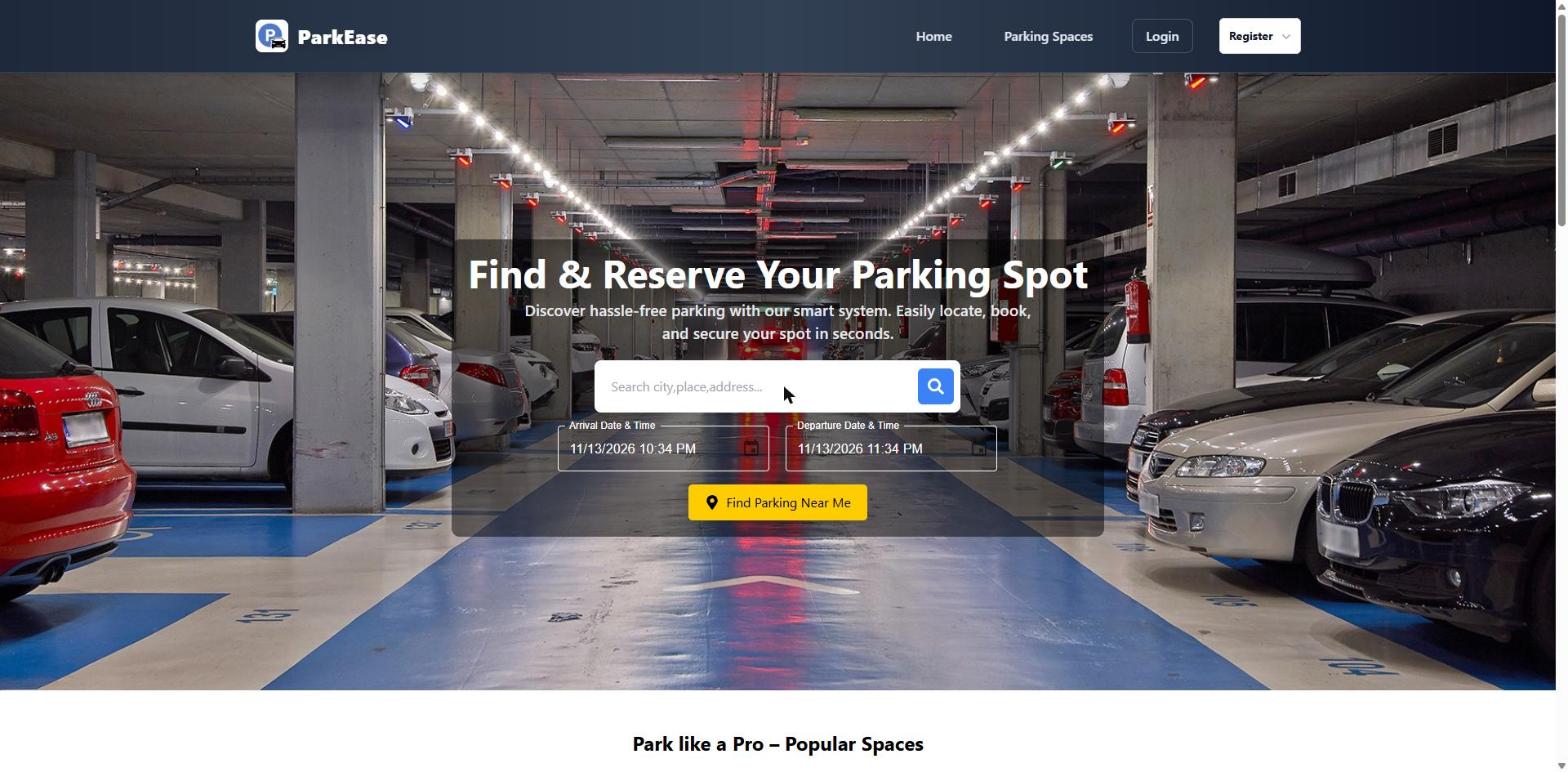 P
ParkEase
Home
Parking Spaces
Login
Register
Find & Reserve Your Parking Spot
Discover hassle-free parking with our smart system. Easily locate, book,
and secure your spot in seconds.
Search city,place,address...
Arrival Date & Time
11/13/2026 10:34 PM
Departure Date & Time
11/13/2026 11:34 PM
Find Parking Near Me
A3
131
104
Park like a Pro – Popular Spaces